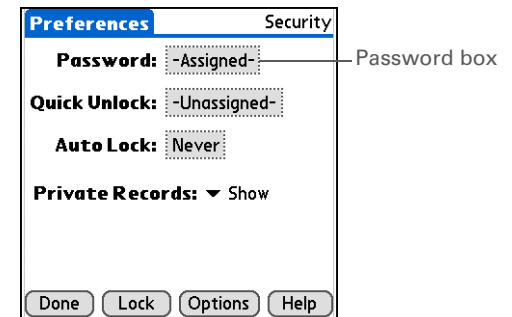 Preferences Security
Password: -Assigned- Password box
Quick Unlock: -Unassigned-
Auto Lock: Never
Private Records: Show
Done Lock Options Help